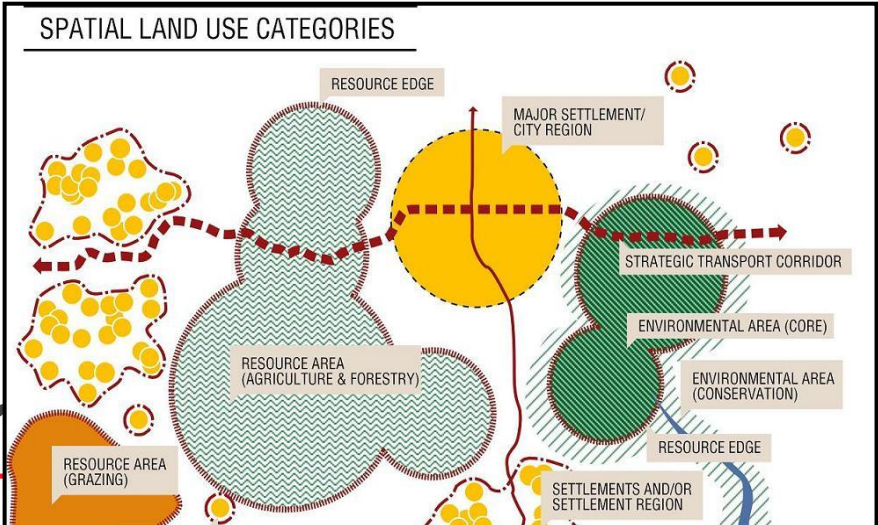 SPATIAL LAND USE CATEGORIES
RESOURCE EDGE
MAJOR SETTLEMENT/
CITY REGION
STRATEGIC TRANSPORT CORRIDOR
ENVIRONMENTAL AREA (CORE)
RESOURCE AREA
(AGRICULTURE & FORESTRY)
ENVIRONMENTAL AREA
(CONSERVATION)
RESOURCE EDGE
RESOURCE AREA
(GRAZING)
SETTLEMENTS AND/OR
SETTLEMENT REGION